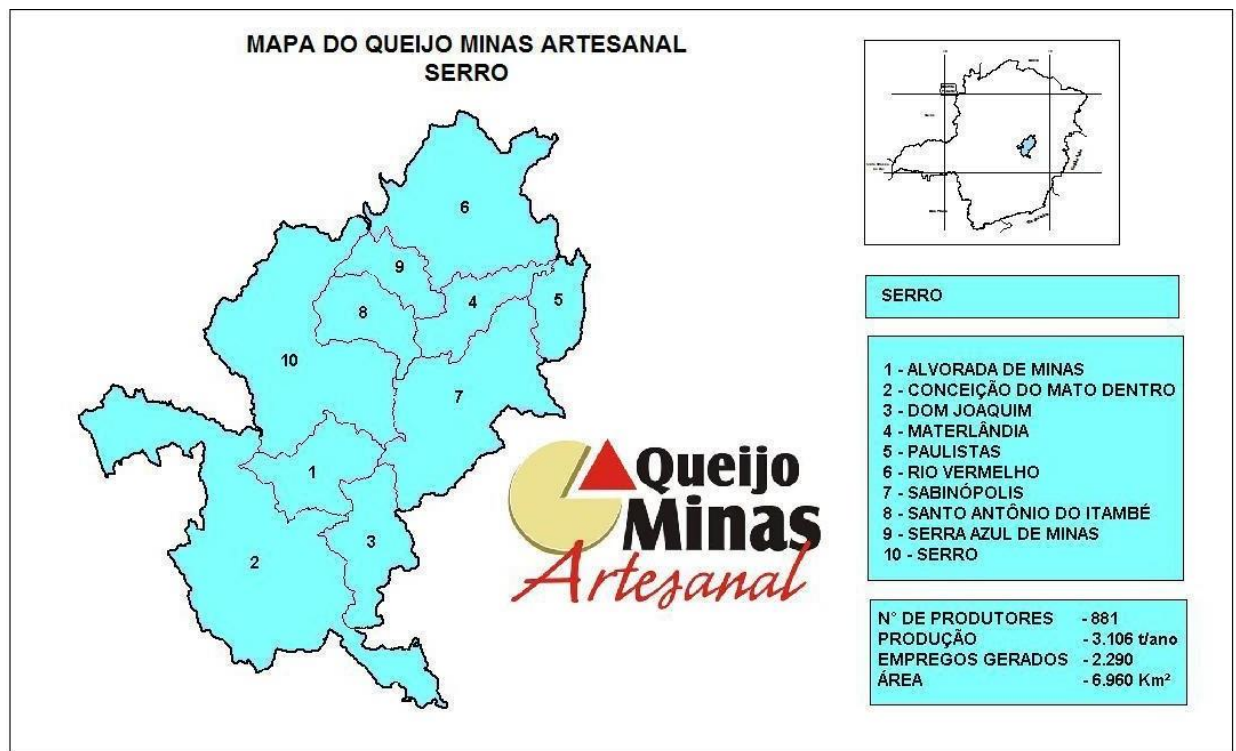 MAPA DO QUEIJO MINAS ARTESANAL
SERRO
6
9
4
5
8
10
7
1
3
2
2
Queijo
Minas
Artesanal
SERRO
1 - ALVORADA DE MINAS
2 - CONCEIÇÃO DO MATO DENTRO
3 - DOM JOAQUIM
4 - MATERLÂNDIA
5 - PAULISTAS
6 - RIO VERMELHO
7 - SABINÓPOLIS
8 - SANTO ANTÔNIO DO ITAMBÉ
9 - SERRA AZUL DE MINAS
10 - SERRO
N° DE PRODUTORES - 881
PRODUÇÃO - 3.106 t/ano
EMPREGOS GERADOS - 2.290
ÁREA - 6.960 Km²